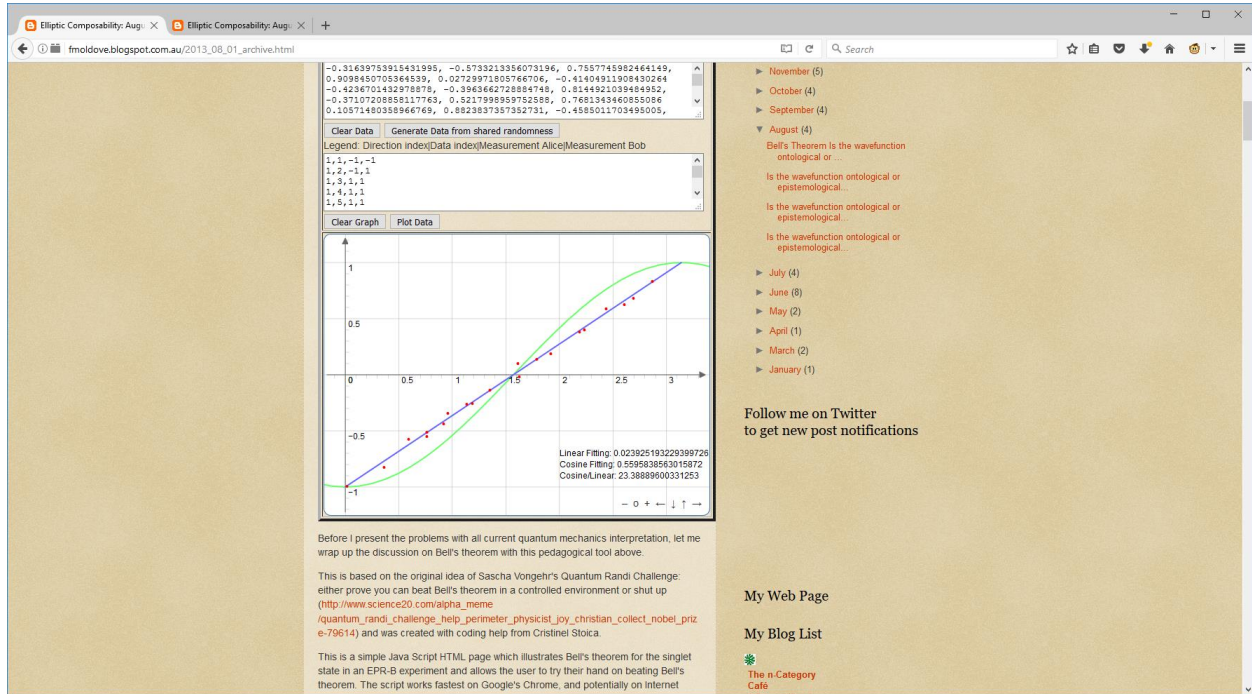 Elliptic Composability: Augu
Elliptic Composability: Augu
fmoldove.blogspot.com.au/2013_08_01_archive.html
Search
-0.31639753915431995, -0.5733213356073196, 0.7557745982464149,
0.9098450705364539, 0.02729971805766706, -0.41404911908430264
-0.4236701432978878, -0.3963662728884748, 0.8144921039484952,
-0.37107208858117763, 0.5217998959752588, 0.7681343460855086
0.10571480358966769, 0.8823837357352731, -0.4585011703495005,
Clear Data
Generate Data from shared randomness
Legend: Direction index|Data index|Measurement Alice|Measurement Bob
1,1,-1,-1
1,2,-1,1
1,3,1,1
1,4,1,1
1,5,1,1
Clear Graph
Plot Data
1
0.5
0
0.5
1
1.5
2
2.5
3
-0.5
-1
Linear Fitting: 0.023925193229399726
Cosine Fitting: 0.5595838563015872
Cosine/Linear: 23.38889600331253
- o + ← ↓ ↑ →
Before I present the problems with all current quantum mechanics interpretation, let me
wrap up the discussion on Bell's theorem with this pedagogical tool above.
This is based on the original idea of Sascha Vongehr's Quantum Randi Challenge:
either prove you can beat Bell's theorem in a controlled environment or shut up
(http://www.science20.com/alpha_meme
/quantum_randi_challenge_help_perimeter_physicist_joy_christian_collect_nobel_priz
e-79614) and was created with coding help from Cristinel Stoica.
This is a simple Java Script HTML page which illustrates Bell's theorem for the singlet
state in an EPR-B experiment and allows the user to try their hand on beating Bell's
theorem. The script works fastest on Google's Chrome, and potentially on Internet
► November (5)
► October (4)
► September (4)
▼ August (4)
Bell's Theorem Is the wavefunction
ontological or ...
Is the wavefunction ontological or
epistemological...
Is the wavefunction ontological or
epistemological...
Is the wavefunction ontological or
epistemological...
► July (4)
► June (8)
► May (2)
► April (1)
► March (2)
► January (1)
Follow me on Twitter
to get new post notifications
My Web Page
My Blog List
The n-Category
Café